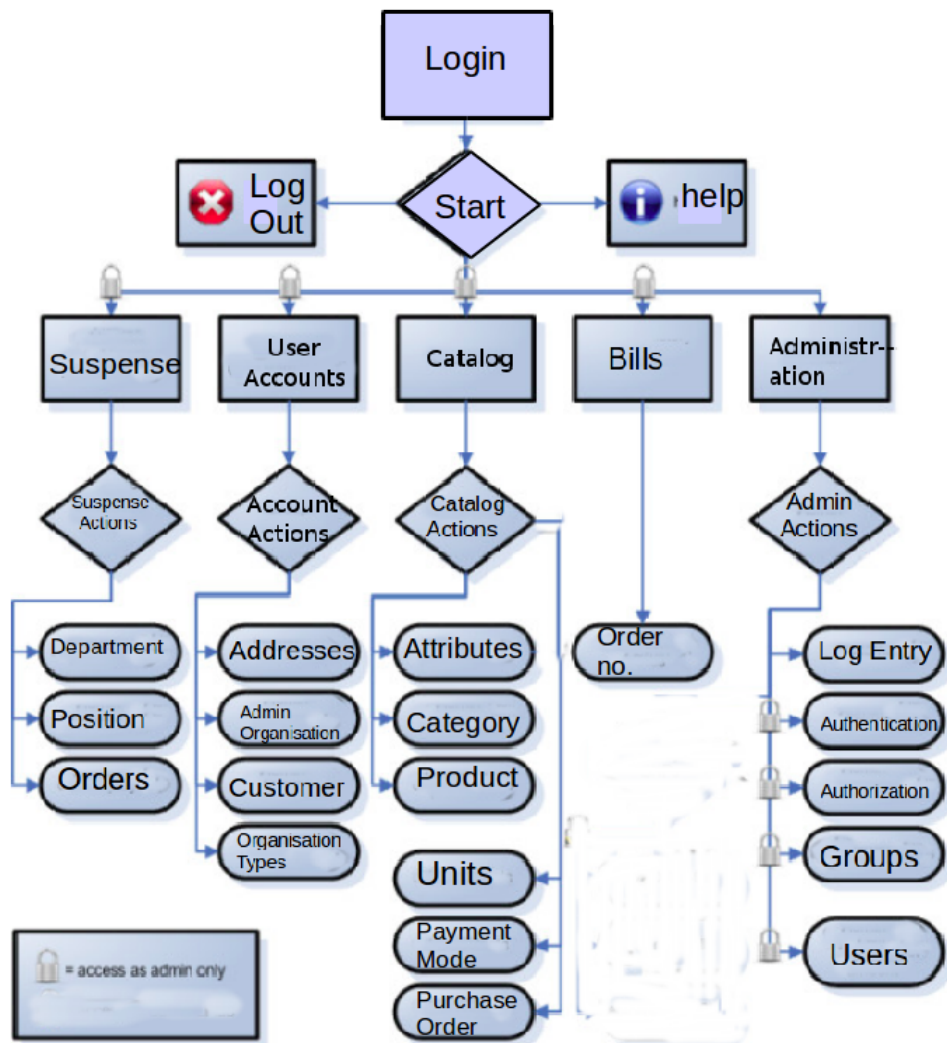 Login
Log
Out
Start
help
Suspense
User
Accounts
Catalog
Bills
Administr--
ation
Suspense
Actions
Account
Actions
Catalog
Actions
Admin
Actions
Department
Position
Orders
Addresses
Admin
Organisation
Customer
Organisation
Types
Attributes
Category
Product
Units
Payment
Mode
Purchase
Order
Order
no.
Log Entry
Authentication
Authorization
Groups
Users
= access as admin only